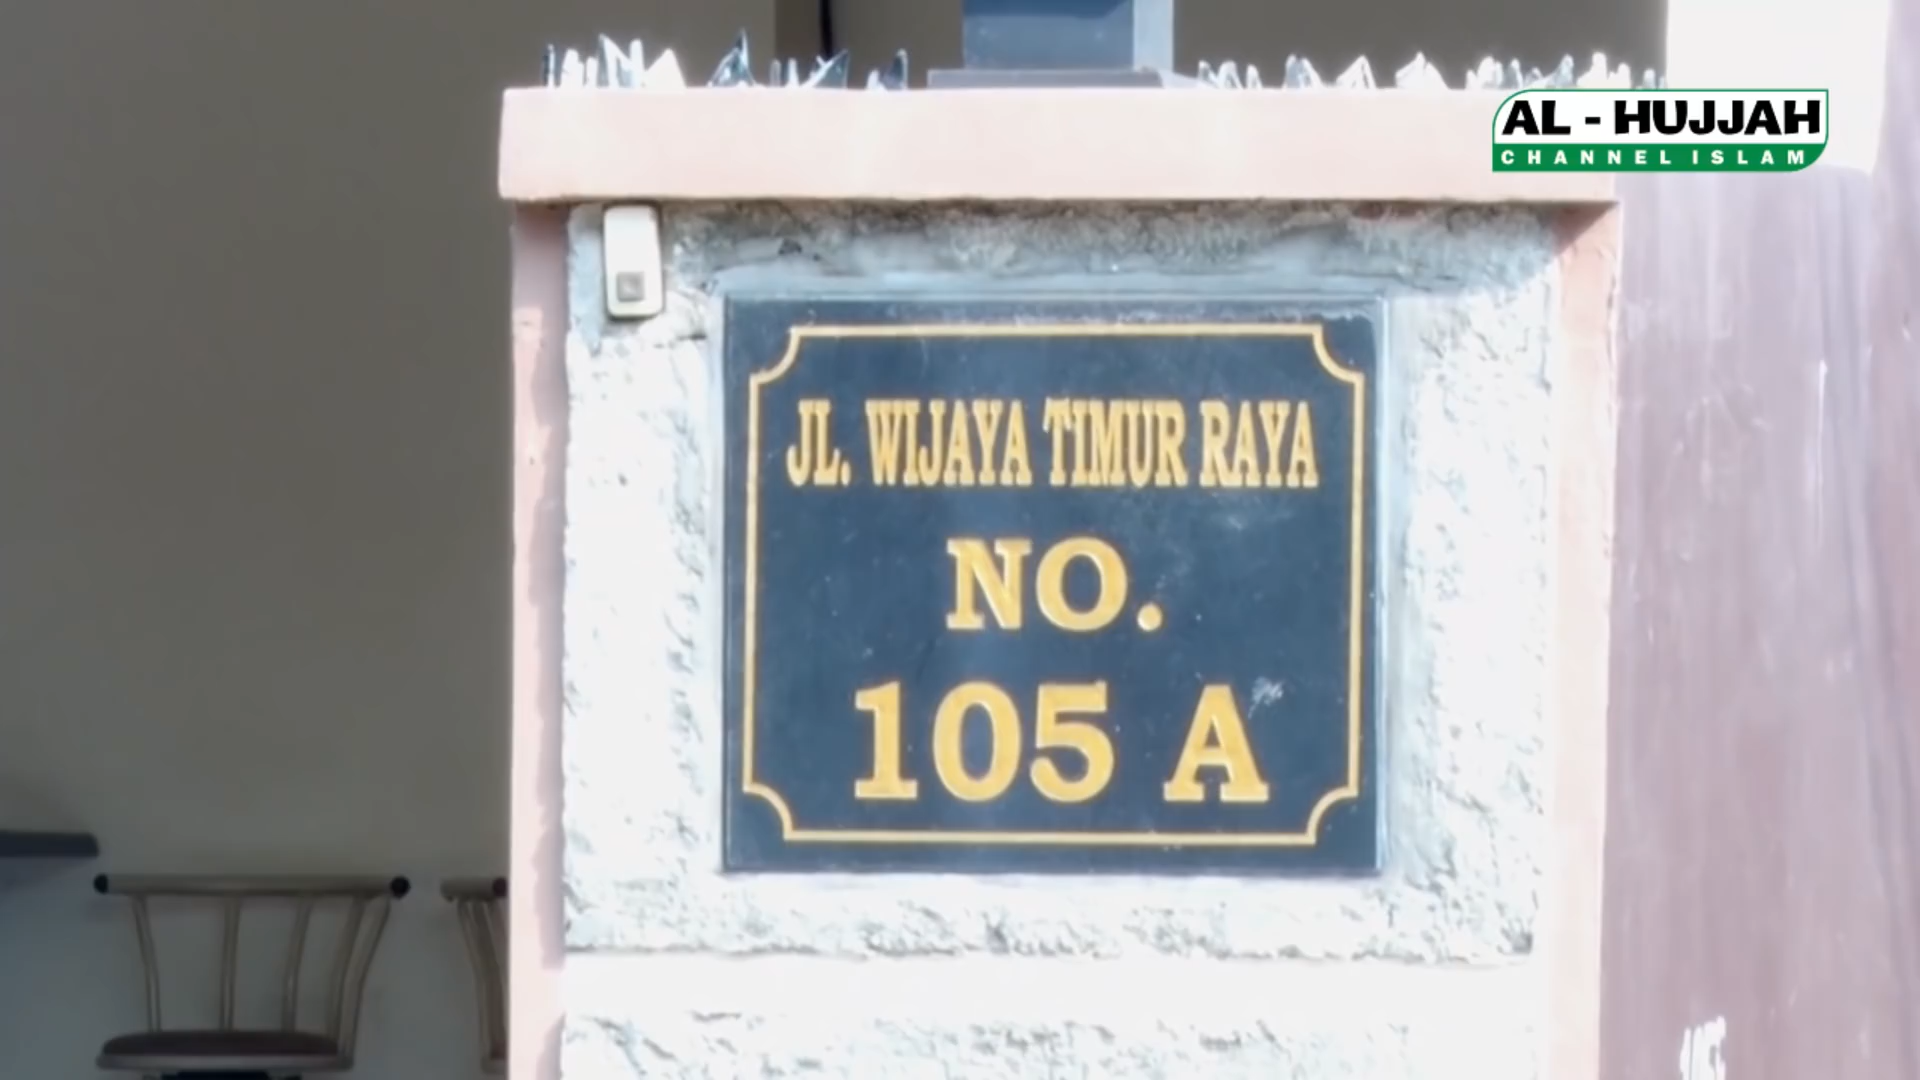 AL - HUJJAH
CHANNEL ISLAM
JL. WIJAYA TIMUR RAYA
NO.
105 A